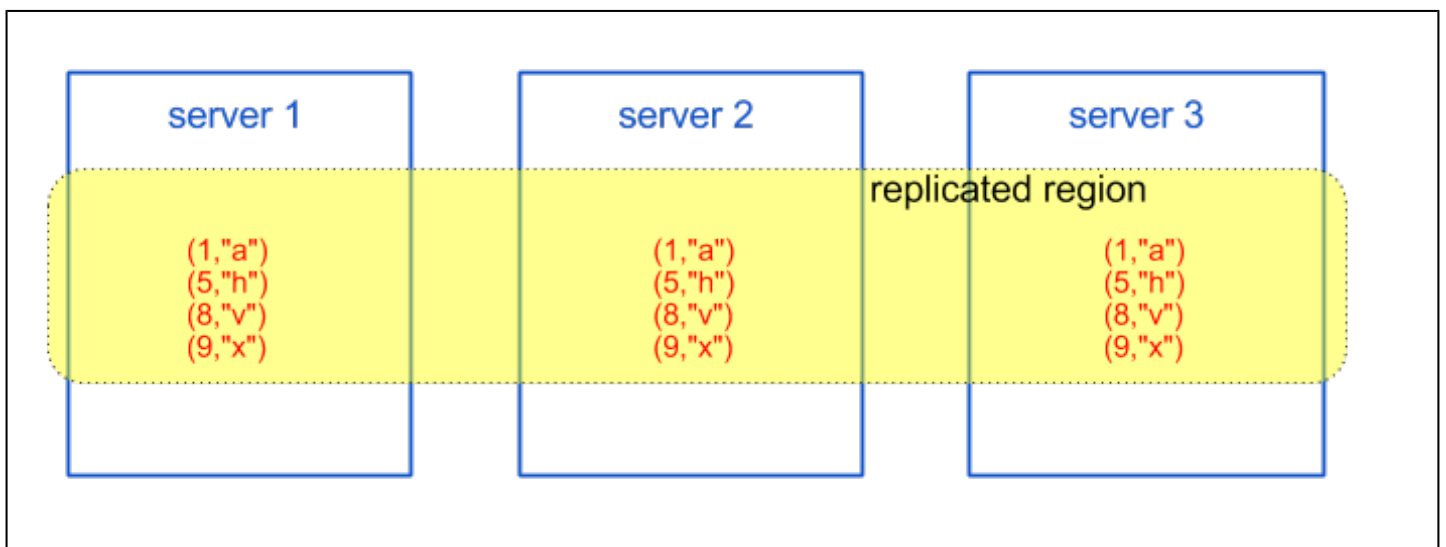 server 1
server 2
server 3
replicated region
(1,"a")
(5,"h")
(8,"v")
(9,"x")
(1,"a")
(5,"h")
(8,"v")
(9,"x")
(1,"a")
(5,"h")
(8,"v")
(9,"x")